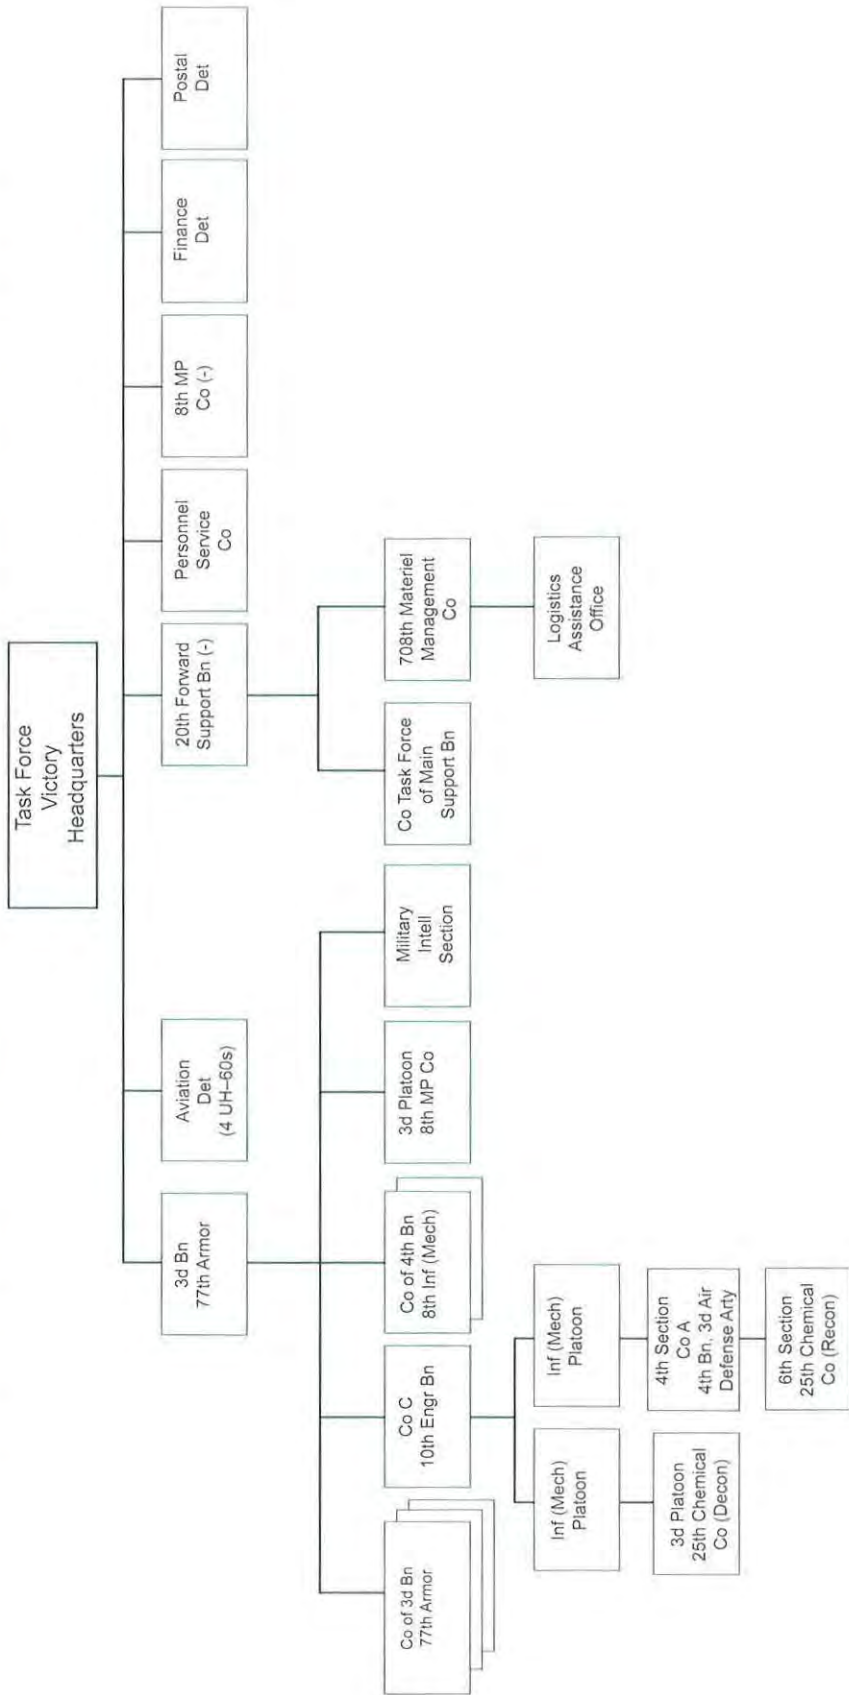 Task Force
Victory
Headquarters
3d Bn
77th Armor
Aviation
Det
(4 UH–60s)
20th Forward
Support Bn (-)
Personnel
Service
Co
8th MP
Co (-)
Finance
Det
Postal
Det
Co of 3d Bn
77th Armor
Co C
10th Engr Bn
Co of 4th Bn
8th Inf (Mech)
3d Platoon
8th MP Co
Military
Intell
Section
Co Task Force
of Main
Support Bn
708th Materiel
Management
Co
Inf (Mech)
Platoon
Inf (Mech)
Platoon
Logistics
Assistance
Office
3d Platoon
25th Chemical
Co (Decon)
4th Section
Co A
4th Bn, 3d Air
Defense Arty
6th Section
25th Chemical
Co (Recon)